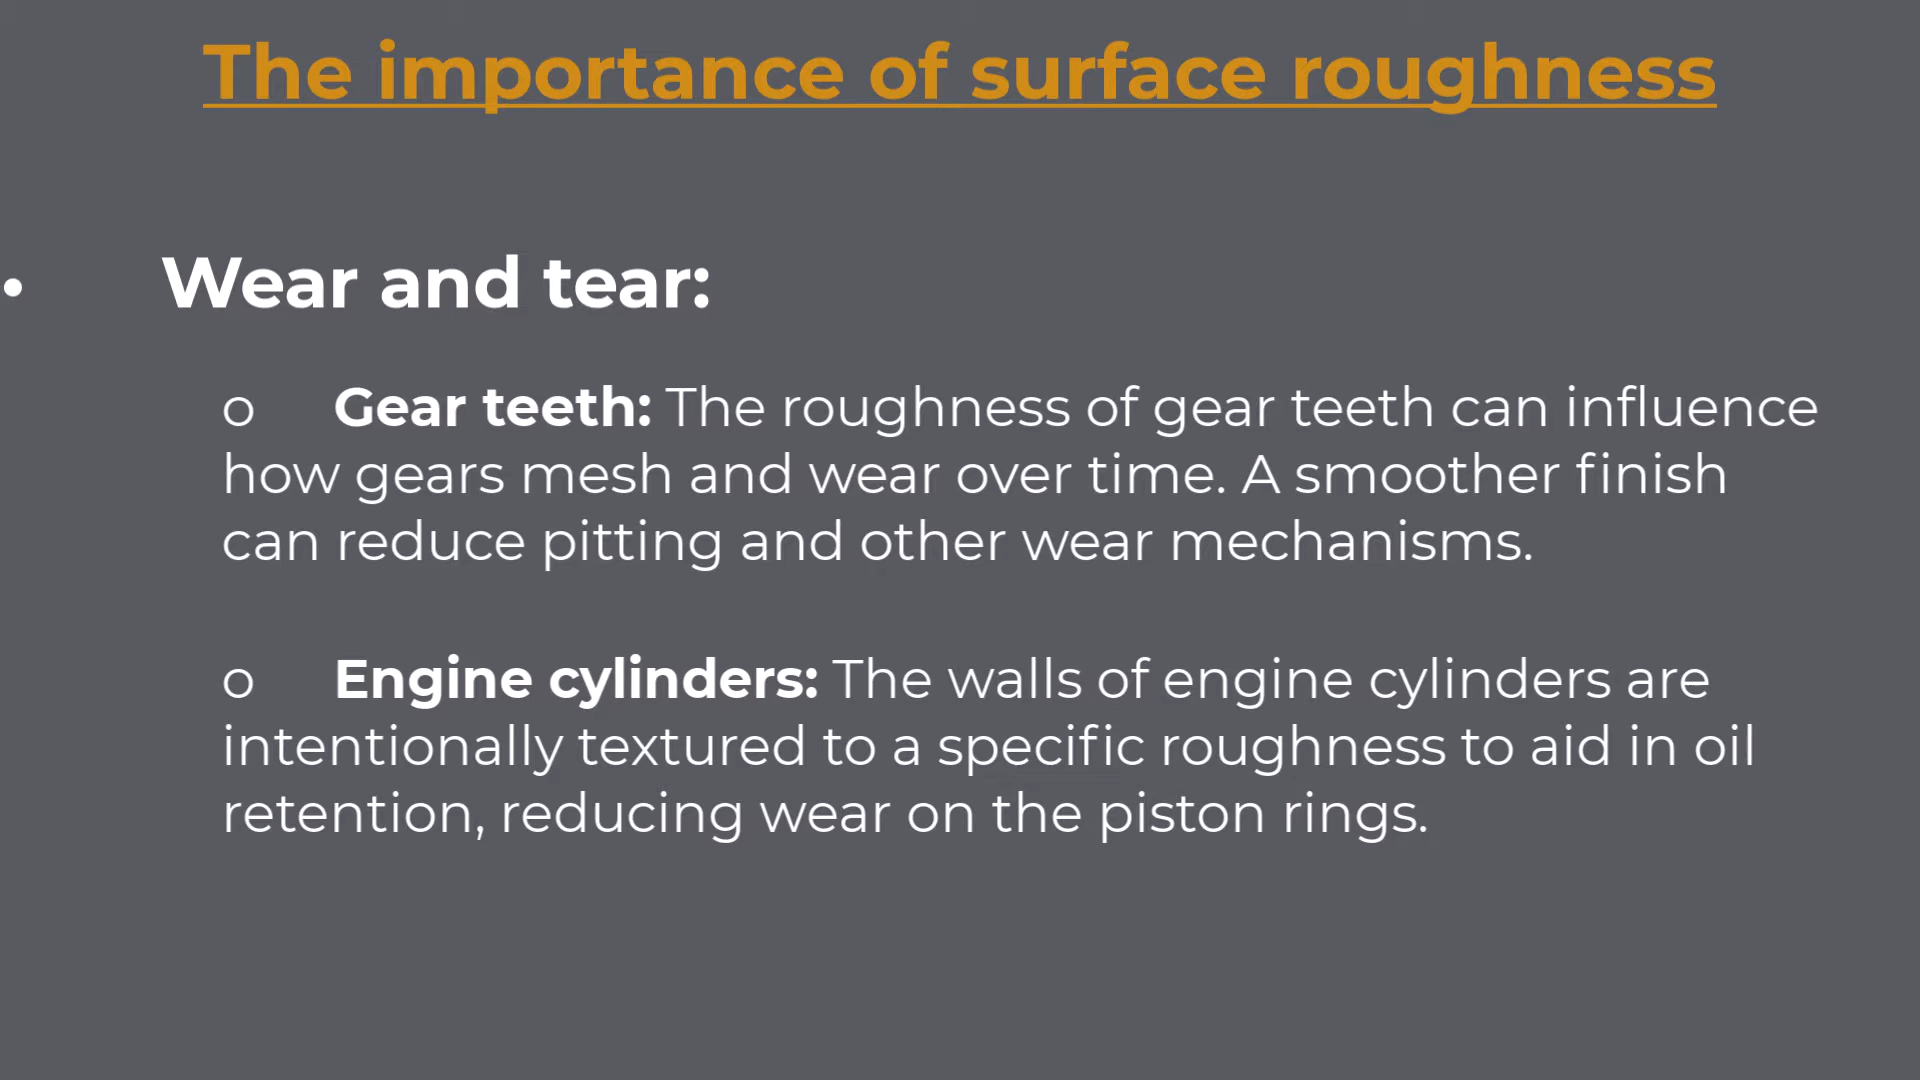 The importance of surface roughness
• Wear and tear:
o Gear teeth: The roughness of gear teeth can influence
how gears mesh and wear over time. A smoother finish
can reduce pitting and other wear mechanisms.
o Engine cylinders: The walls of engine cylinders are
intentionally textured to a specific roughness to aid in oil
retention, reducing wear on the piston rings.